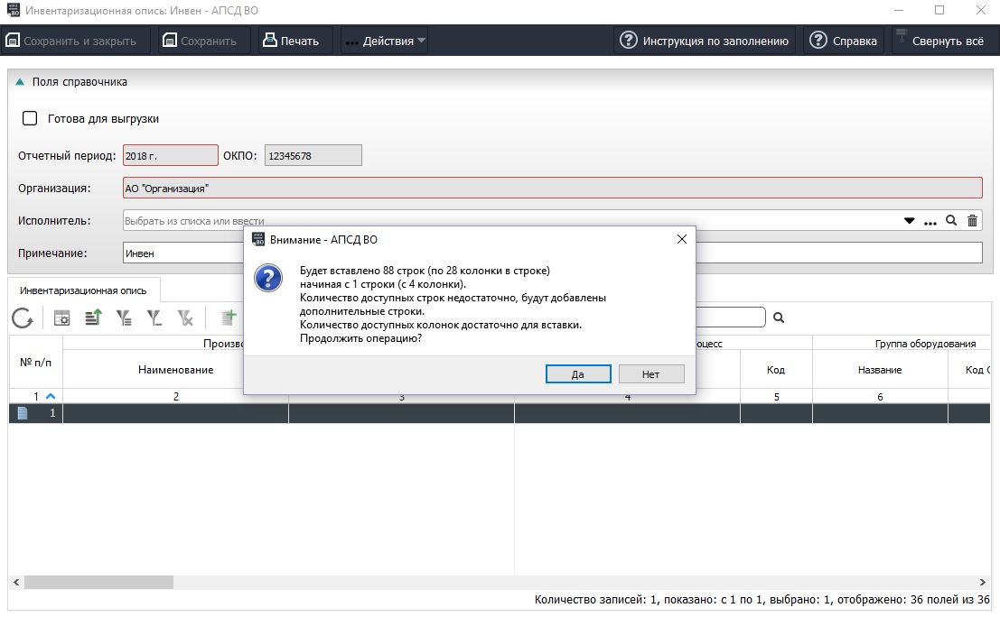 Инвентаризационная опись: Инвен - АПСД ВО
Сохранить и закрыть Сохранить Печать ... Действия Инструкция по заполнению Справка Свернуть всё
Поля справочника
Готова для выгрузки
Отчетный период: 2018 г. ОКПО: 12345678
Организация: АО "Организация"
Исполнитель: Выбрать из списка или ввести
Примечание: Инвен
Внимание - АПСД ВО
Будет вставлено 88 строк (по 28 колонки в строке)
начиная с 1 строки (с 4 колонки).
Количество доступных строк недостаточно, будут добавлены
дополнительные строки.
Количество доступных колонок достаточно для вставки.
Продолжить операцию?
Да Нет
Инвентаризационная опись
№ п/п Произво оцесс Группа оборудования
Наименование Код Название Код
1 2 3 4 5 6
1
Количество записей: 1, показано: с 1 по 1, выбрано: 1, отображено: 36 полей из 36